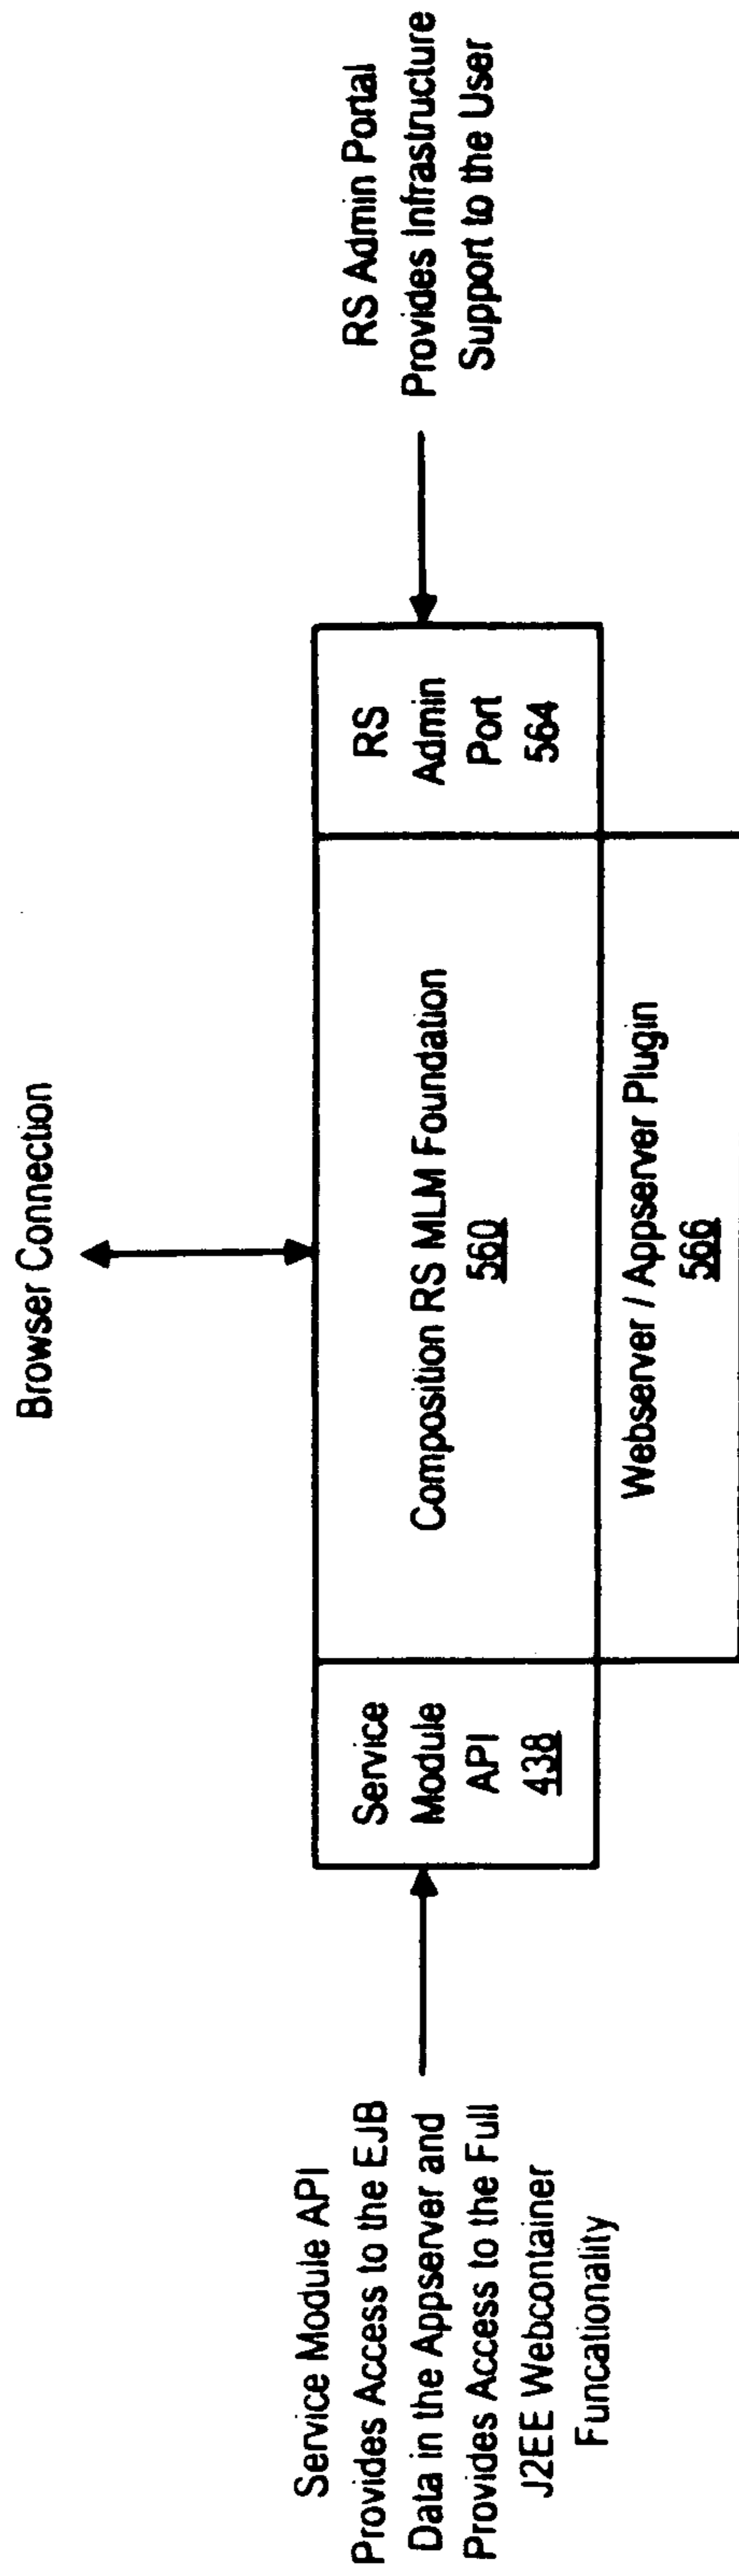 Browser Connection
Service Module API
Provides Access to the EJB
Data in the Appserver and
Provides Access to the Full
J2EE Webcontainer
Funcationality
Service
Module
API
438
Composition RS MLM Foundation
560
RS
Admin
Port
564
RS Admin Portal
Provides Infrastructure
Support to the User
Webserver / Appserver Plugin
566